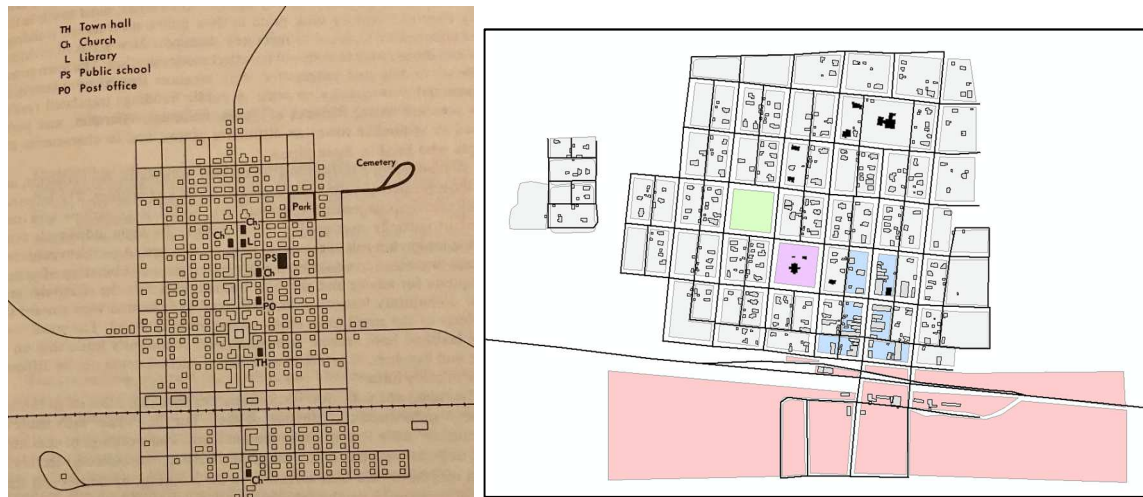 TH Town hall
Ch Church
L Library
PS Public school
PO Post office
Cemetery
Park
Ch
Ch
L
PS
Ch
PO
TH
Ch